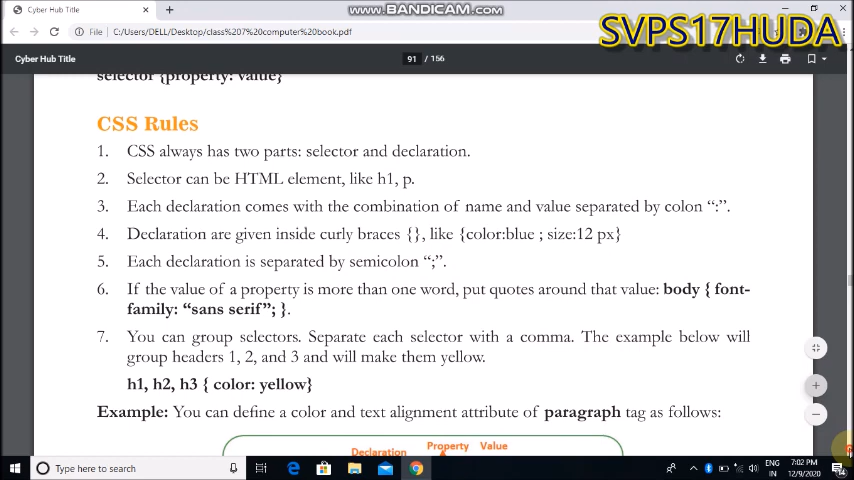 www.BANDICAM.com
SVPS17HUDA
Cyber Hub Title
File
C:/Users/DELL/Desktop/class%207%20computer%20book.pdf
Cyber Hub Title
91 / 156
selector {property: value}
CSS Rules
1. CSS always has two parts: selector and declaration.
2. Selector can be HTML element, like h1, p.
3. Each declaration comes with the combination of name and value separated by colon “:”.
4. Declaration are given inside curly braces {}, like {color:blue ; size:12 px}
5. Each declaration is separated by semicolon “;”.
6. If the value of a property is more than one word, put quotes around that value: body { font-
family: “sans serif”; }.
7. You can group selectors. Separate each selector with a comma. The example below will
group headers 1, 2, and 3 and will make them yellow.
h1, h2, h3 { color: yellow}
Example: You can define a color and text alignment attribute of paragraph tag as follows:
Declaration Property Value
Type here to search
ENG
IN
7:02 PM
12/9/2020
14